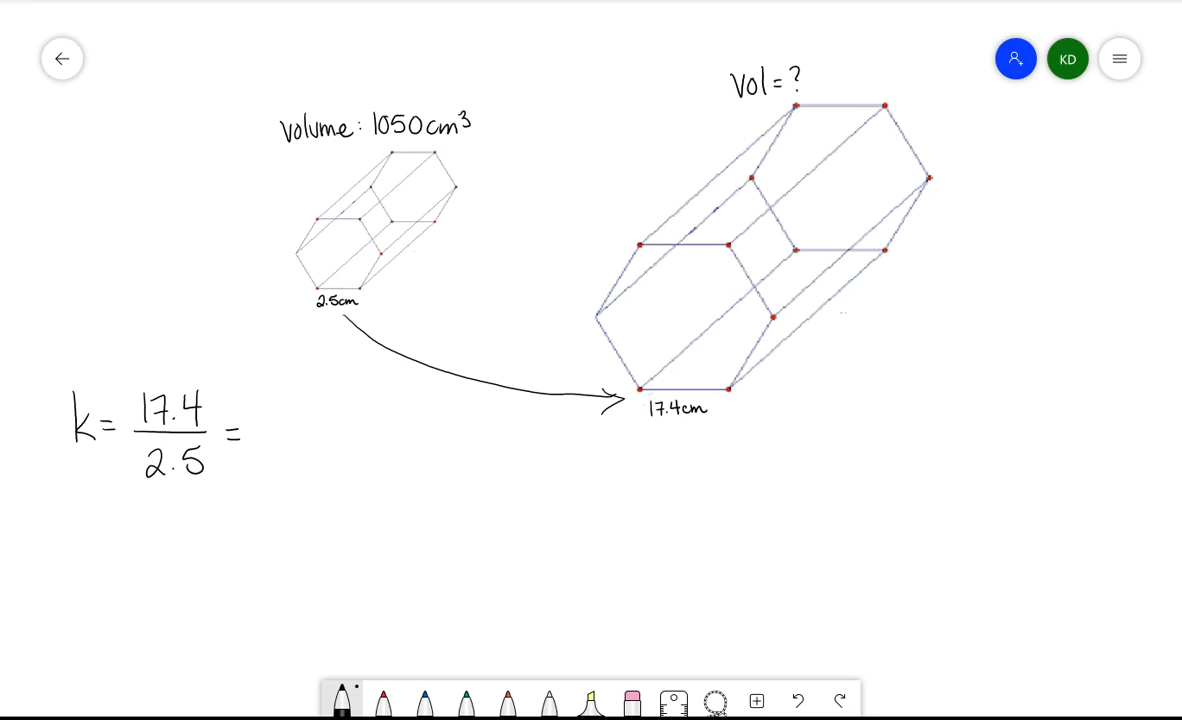 KD
Vol = ?
Volume: 1050cm³
2.5cm
17.4cm
k = 17.4
2.5 =